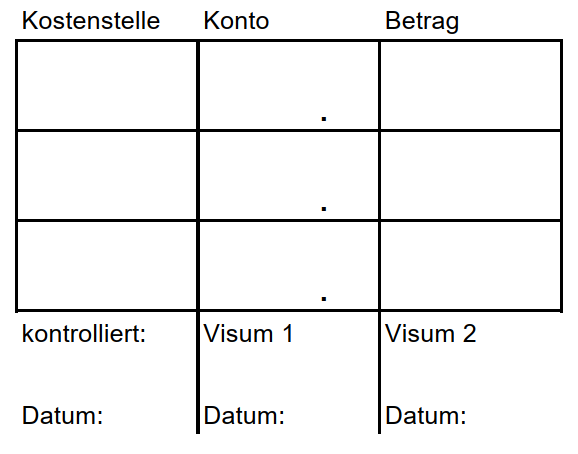 Kostenstelle Konto Betrag
.
.
.
kontrolliert: Visum 1 Visum 2
Datum: Datum: Datum: